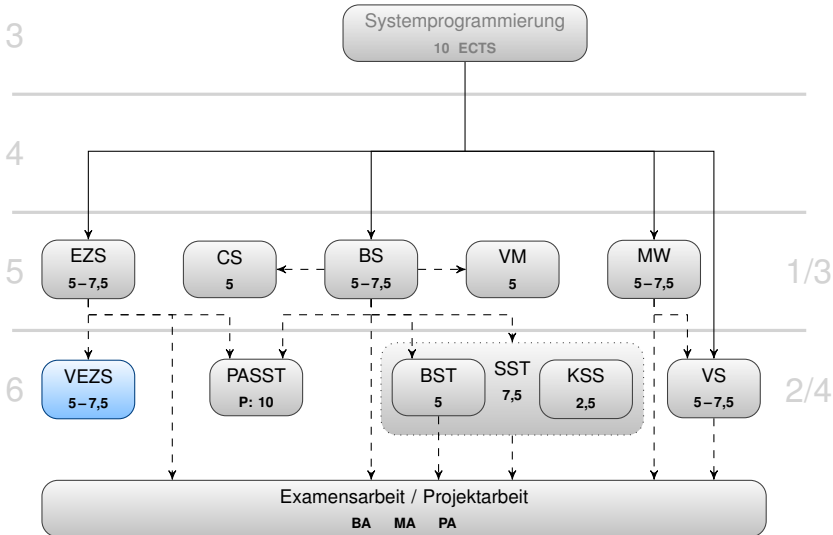 3
Systemprogrammierung
10 ECTS
4
5
EZS
5–7,5
CS
5
BS
5–7,5
VM
5
MW
5–7,5
1/3
6
VEZS
5–7,5
PASST
P: 10
BST
5
SST
7,5
KSS
2,5
VS
5–7,5
2/4
Examensarbeit / Projektarbeit
BA MA PA